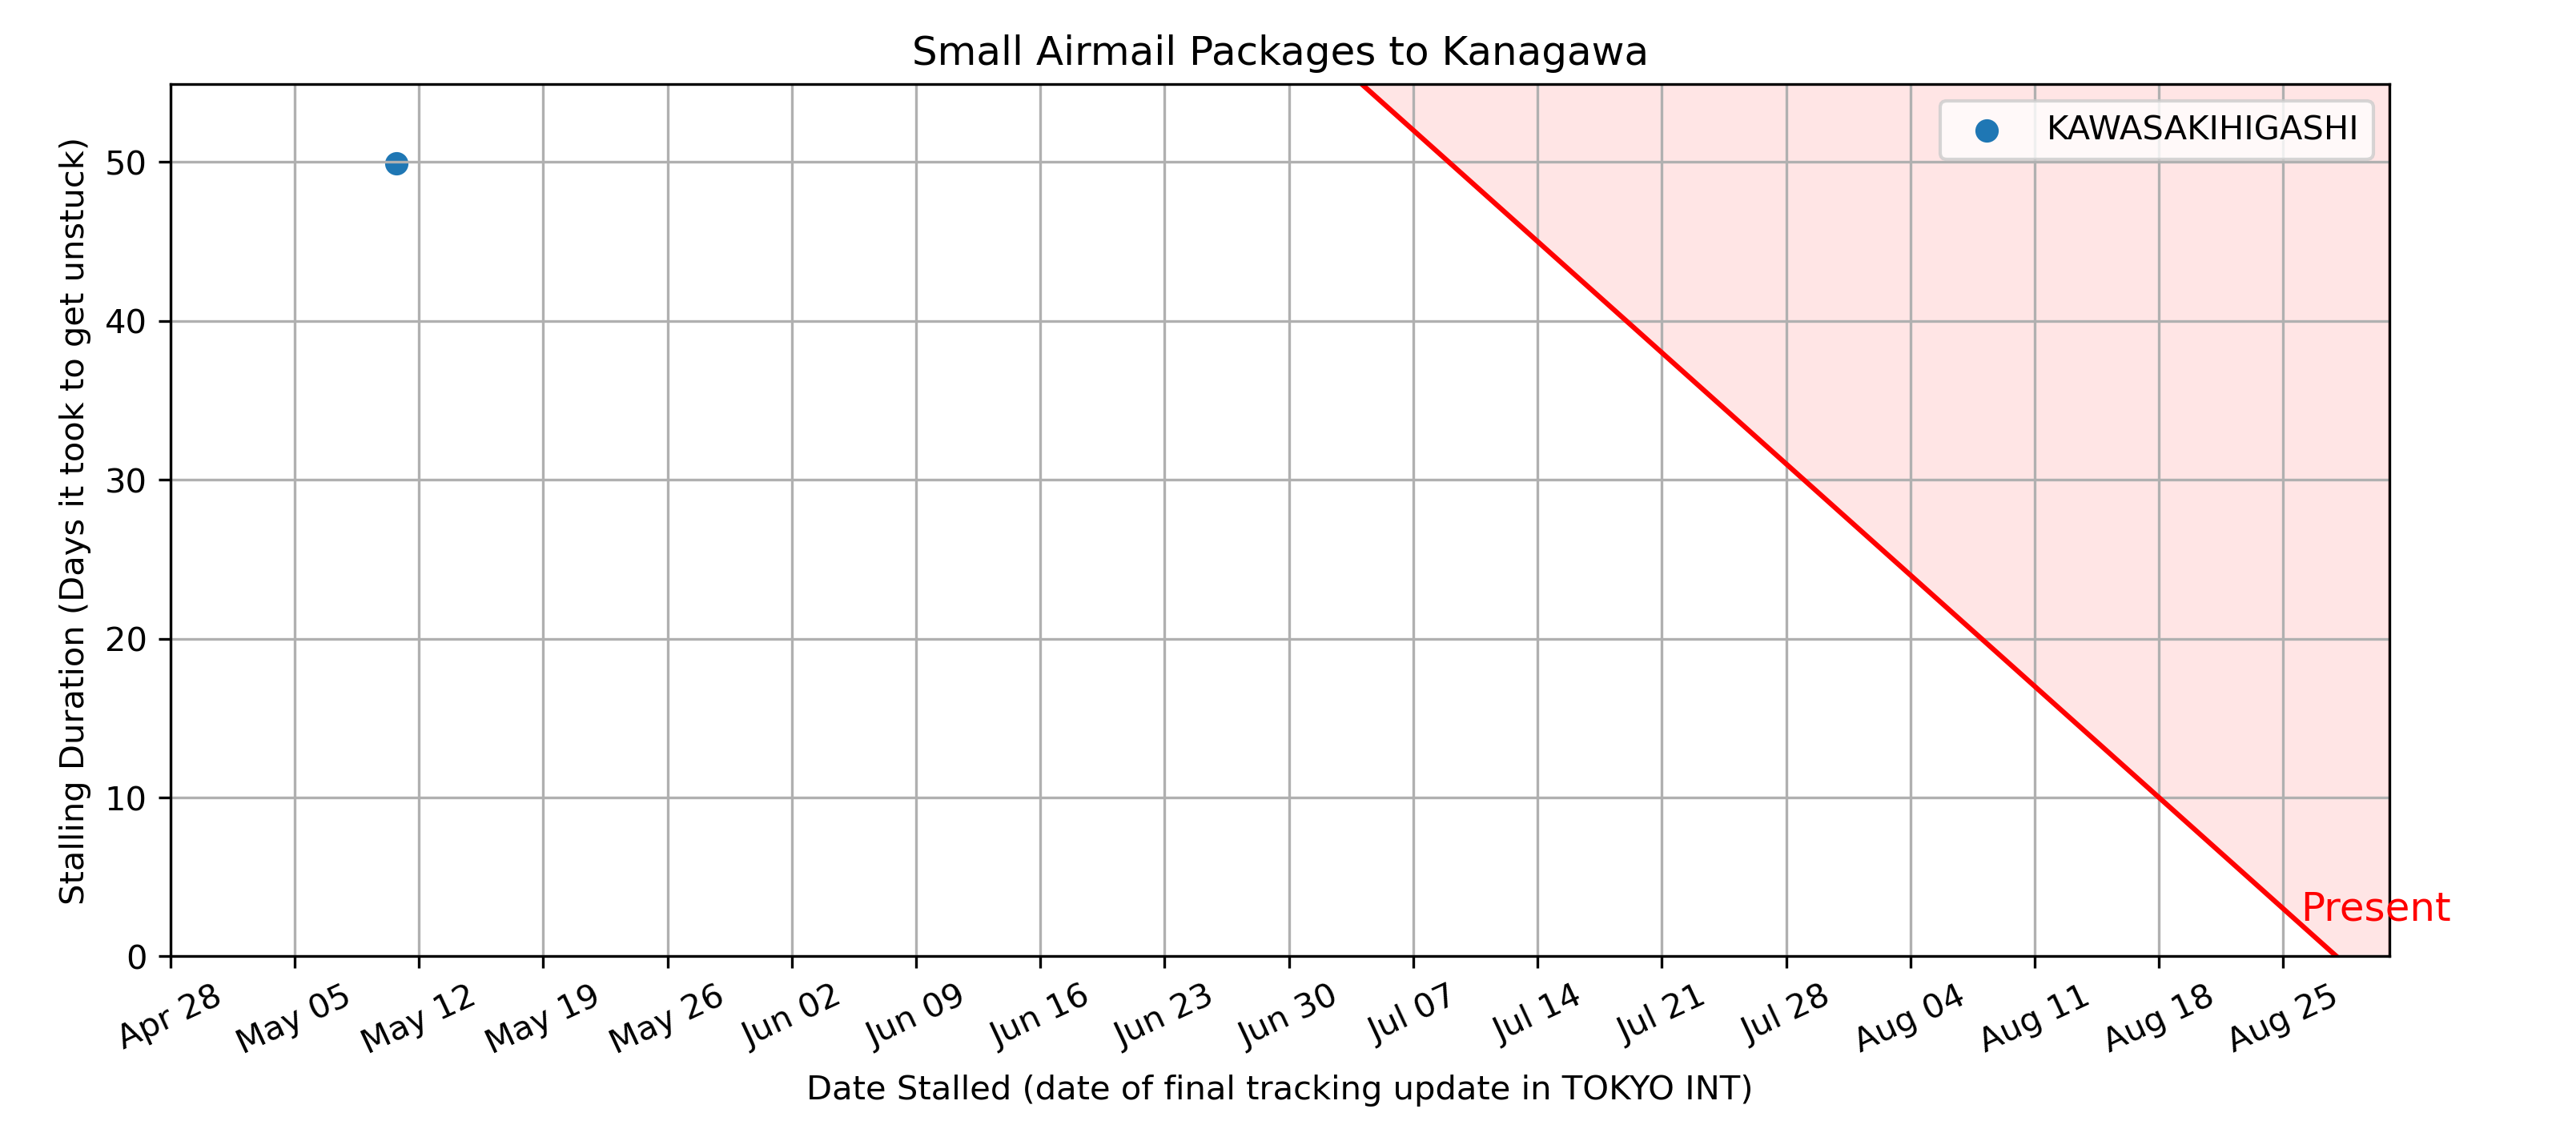 Small Airmail Packages to Kanagawa
KAWASAKIHIGASHI
Stalling Duration (Days it took to get unstuck)
50
40
30
20
10
0
Present
Apr 28
May 05
May 12
May 19
May 26
Jun 02
Jun 09
Jun 16
Jun 23
Jun 30
Jul 07
Jul 14
Jul 21
Jul 28
Aug 04
Aug 11
Aug 18
Aug 25
Date Stalled (date of final tracking update in TOKYO INT)